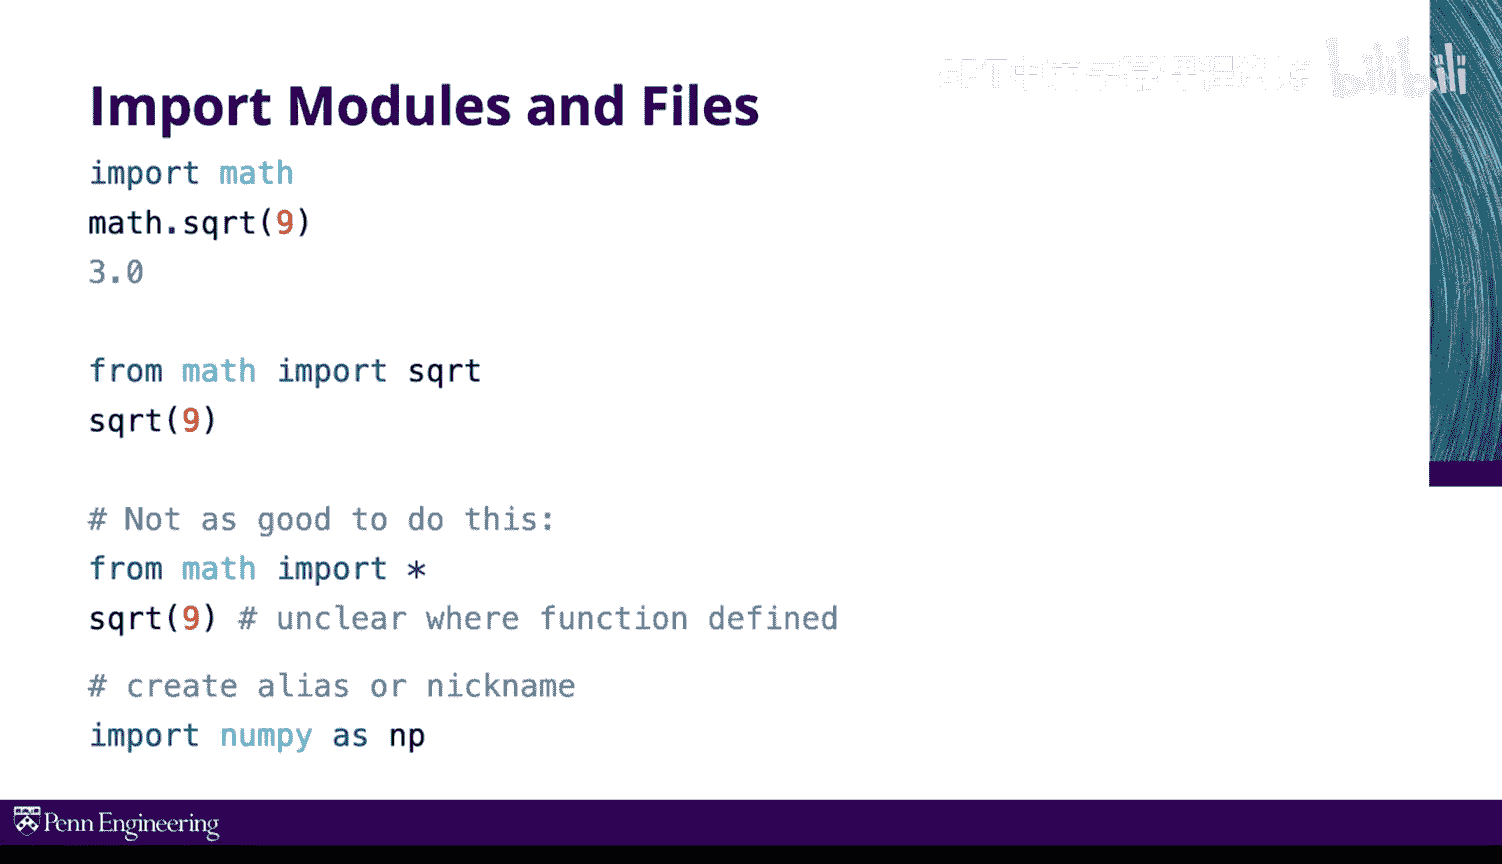 bilibili
Import Modules and Files
import math
math.sqrt(9)
3.0
from math import sqrt
sqrt(9)
# Not as good to do this:
from math import *
sqrt(9) # unclear where function defined
# create alias or nickname
import numpy as np
Penn Engineering